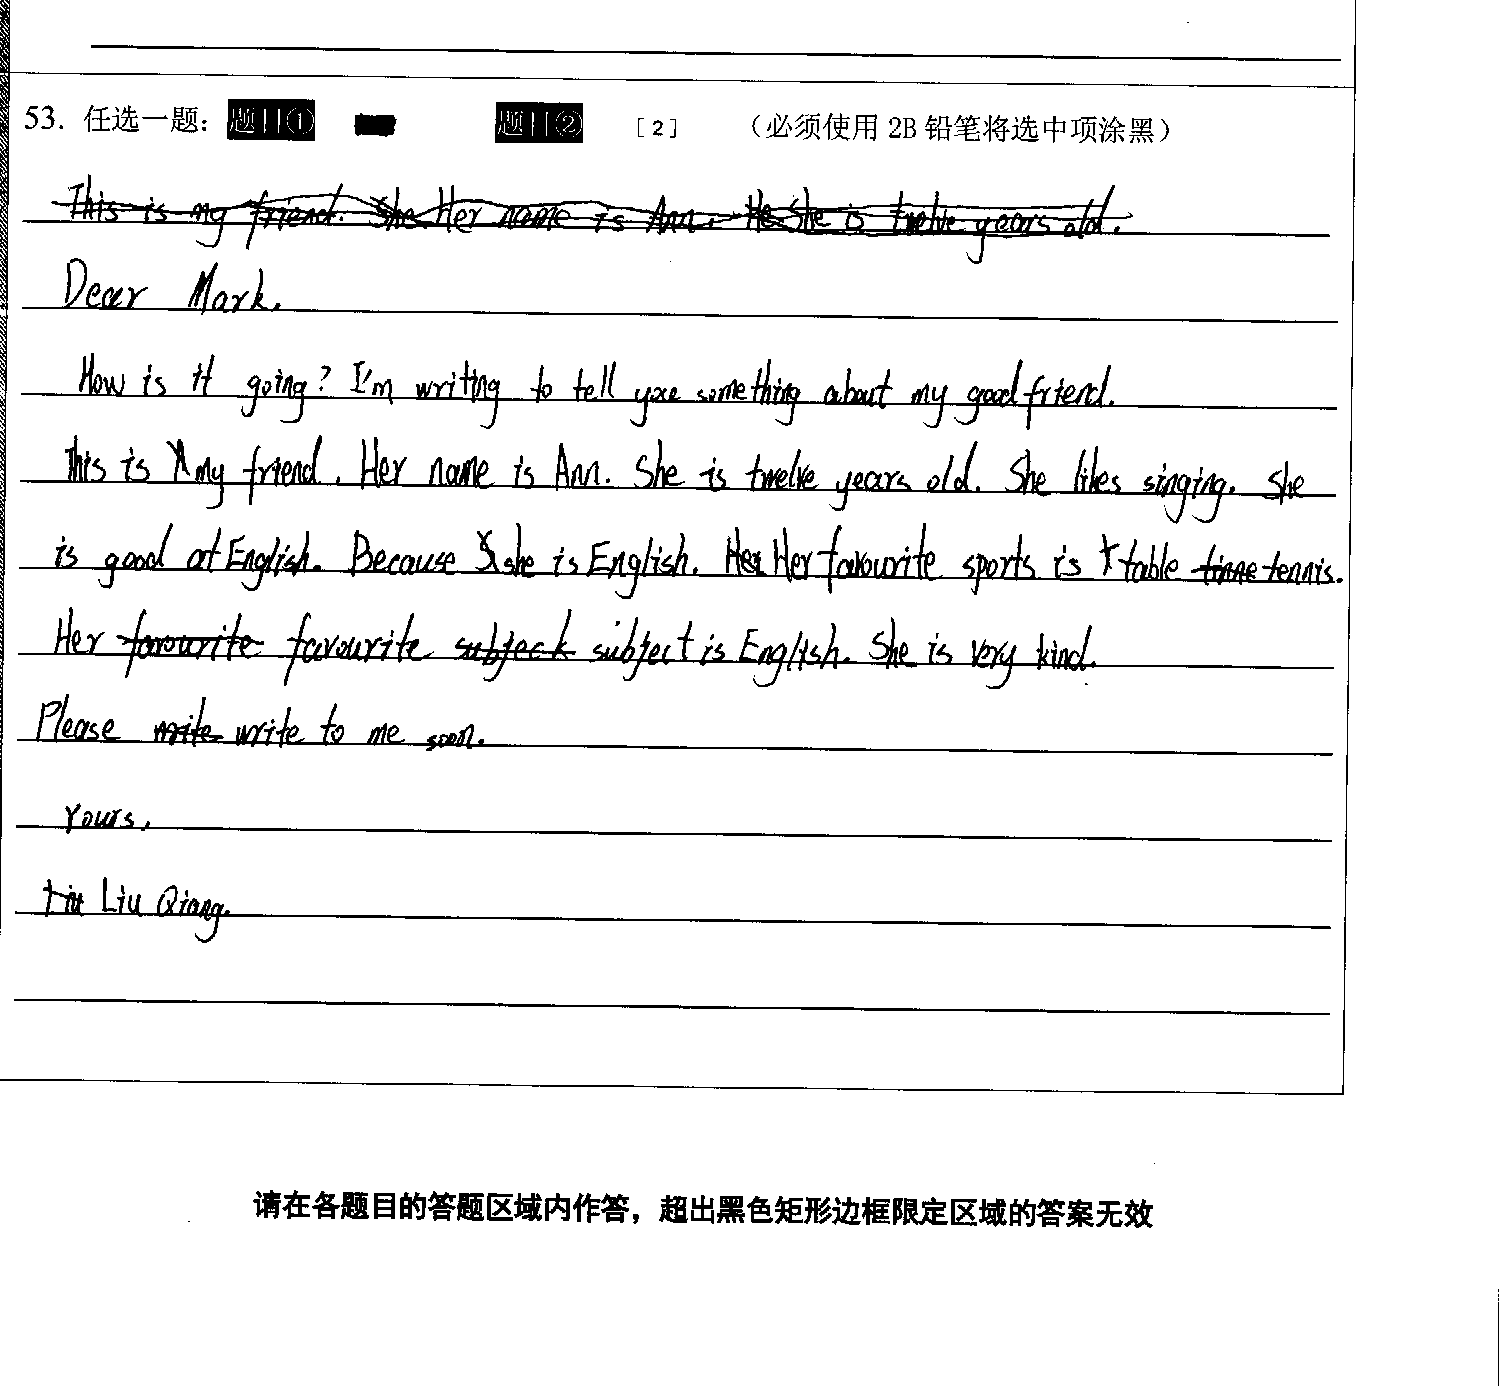 53. 任选一题： 题目① 题目② [2] （必须使用 2B 铅笔将选中项涂黑）
This is my friend. She Her name is Ann. He She is twelve years old.
Dear Mark.
How is it going? I'm writing to tell you something about my good friend.
This is my friend. Her name is Ann. She is twelve years old. She likes singing. She
is good at English. Because she is English. Her Her favourite sports is table tinne tennis.
Her favourite favourite subjeck subject is English. She is very kind.
Please write write to me soon.
Yours.
Liu Liu Qiang.
请在各题目的答题区域内作答，超出黑色矩形边框限定区域的答案无效